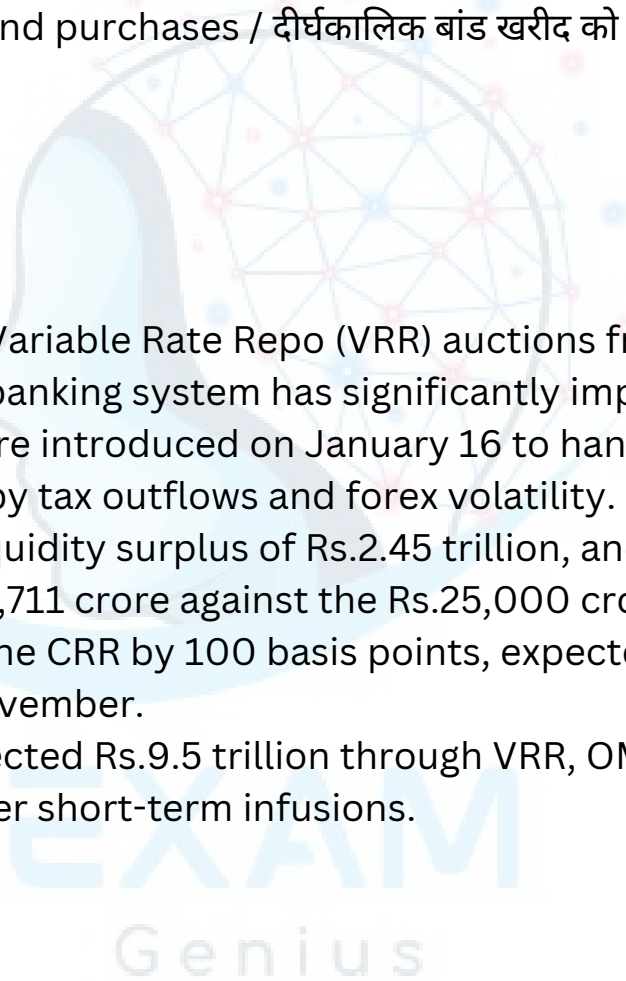 nd purchases / दीर्घकालिक बांड खरीद को
Variable Rate Repo (VRR) auctions fr
banking system has significantly imp
re introduced on January 16 to han
by tax outflows and forex volatility.
quidity surplus of Rs.2.45 trillion, an
,711 crore against the Rs.25,000 cro
he CRR by 100 basis points, expecte
vember.
ected Rs.9.5 trillion through VRR, OM
er short-term infusions.
EXAM
Genius